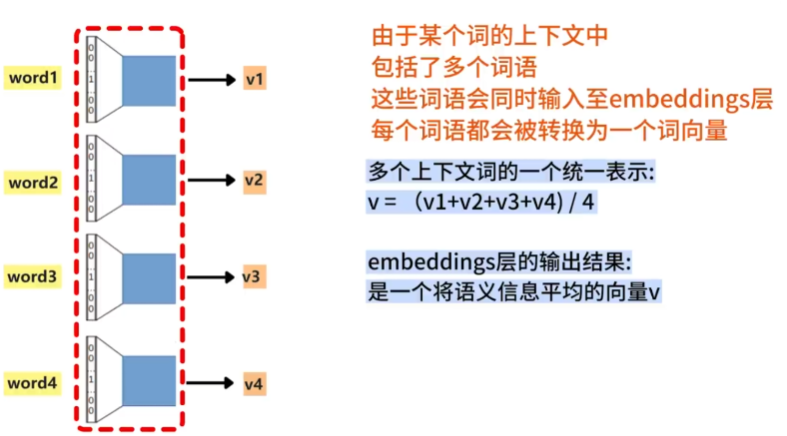 word1
0
0
1
0
0
v1
word2
0
0
1
0
0
v2
word3
0
0
1
0
0
v3
word4
0
0
1
0
0
v4
由于某个词的上下文中
包括了多个词语
这些词语会同时输入至embeddings层
每个词语都会被转换为一个词向量
多个上下文词的一个统一表示:
v = （v1+v2+v3+v4) / 4
embeddings层的输出结果:
是一个将语义信息平均的向量v